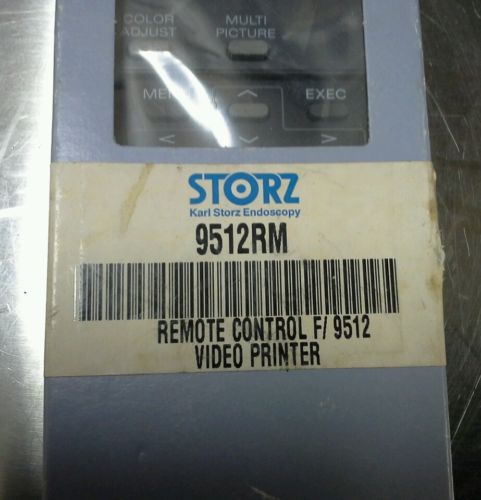 COLOR ADJUST
MULTI PICTURE
MENU
EXEC
STORZ
Karl Storz Endoscopy
9512RM
REMOTE CONTROL F/ 9512
VIDEO PRINTER